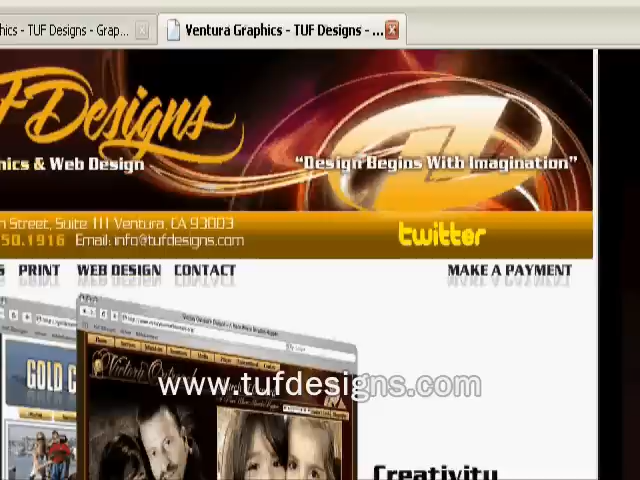 hics - TUF Designs - Grap...
Ventura Graphics - TUF Designs - ...
F Designs
nics & Web Design
"Design Begins With Imagination"
n Street, Suite 111 Ventura, CA 93003
50.1916 Email: info@tufdesigns.com
twitter
S PRINT WEB DESIGN CONTACT
MAKE A PAYMENT
GOLD C
www.tufdesigns.com
Creativity